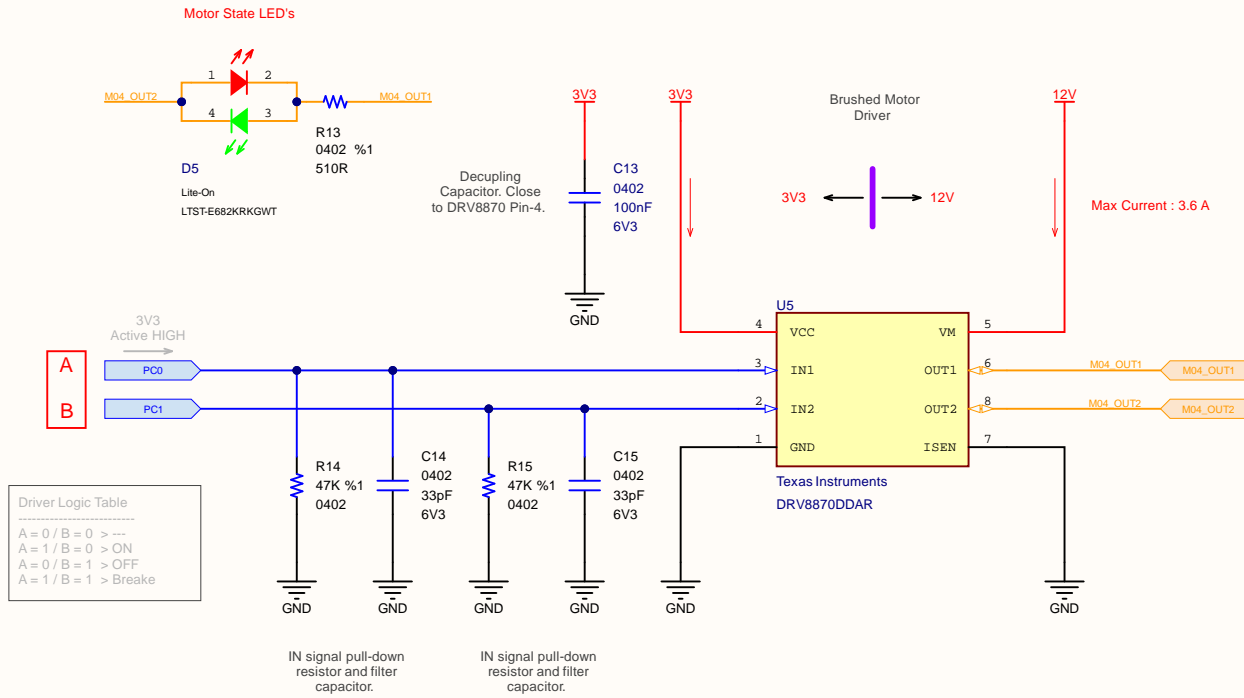 Motor State LED's
1
2
M04_OUT2
M04_OUT1
4
3
R13
0402 %1
510R
D5
Lite-On
LTST-E682KRKGWT
3V3
Decupling
Capacitor. Close
to DRV8870 Pin-4.
C13
0402
100nF
6V3
GND
3V3
Brushed Motor
Driver
12V
3V3
12V
Max Current : 3.6 A
3V3
Active HIGH
A
PC0
B
PC1
U5
4
VCC
VM
5
3
IN1
OUT1
6
M04_OUT1
M04_OUT1
2
IN2
OUT2
8
M04_OUT2
M04_OUT2
1
GND
ISEN
7
Texas Instruments
DRV8870DDAR
R14
47K %1
0402
C14
0402
33pF
6V3
R15
47K %1
0402
C15
0402
33pF
6V3
GND
GND
GND
GND
GND
GND
Driver Logic Table
--------------------------
A = 0 / B = 0 > ---
A = 1 / B = 0 > ON
A = 0 / B = 1 > OFF
A = 1 / B = 1 > Breake
IN signal pull-down
resistor and filter
capacitor.
IN signal pull-down
resistor and filter
capacitor.